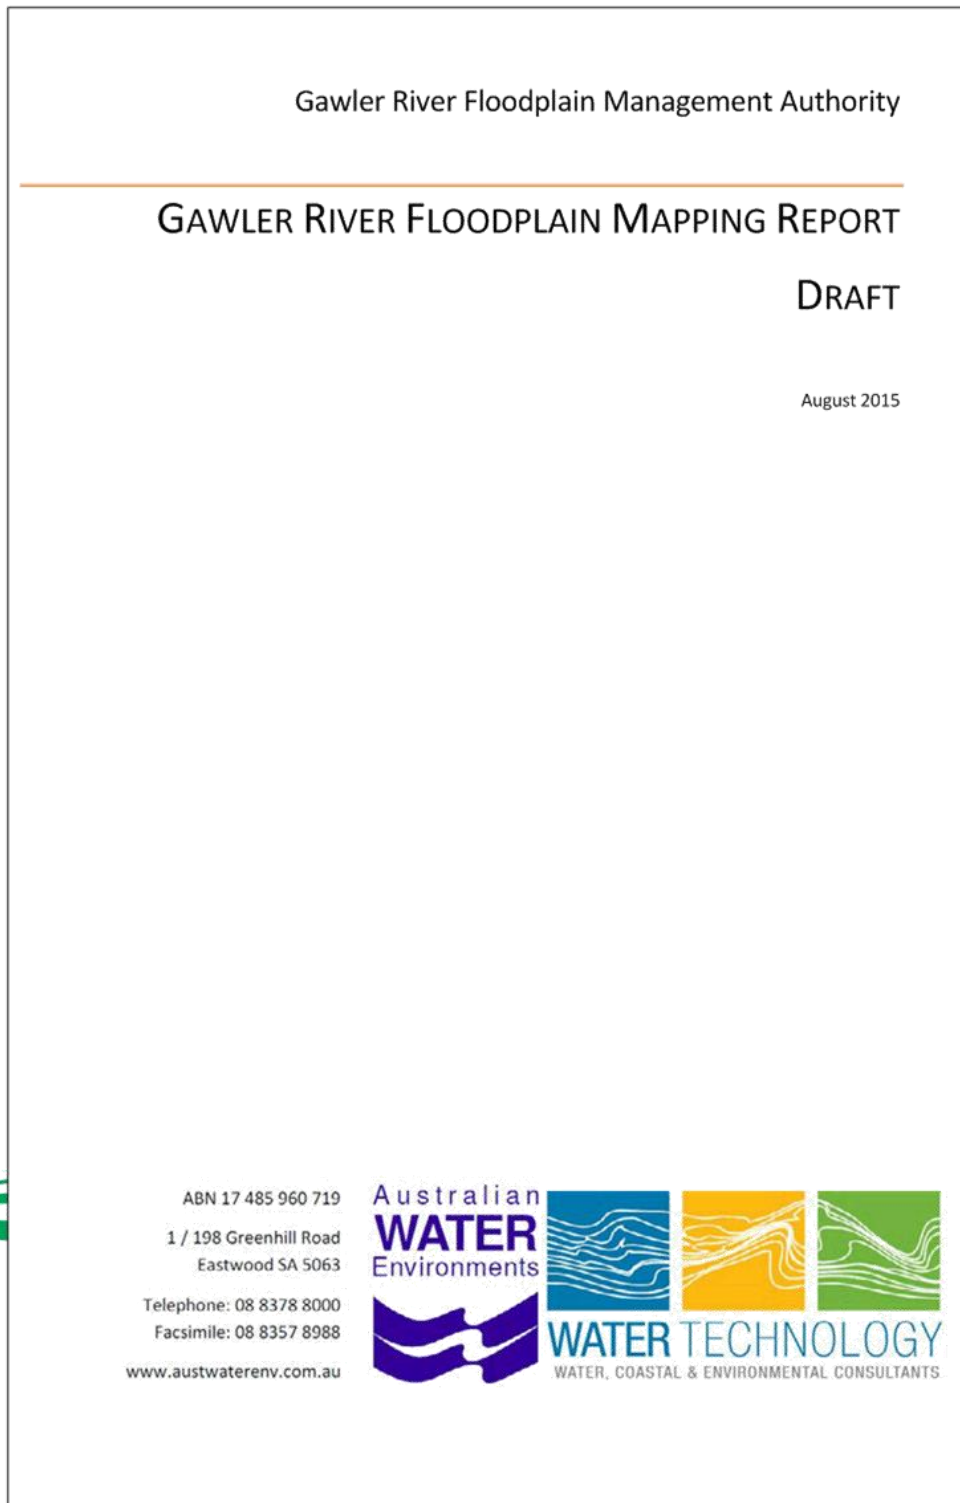 Gawler River Floodplain Management Authority
GAWLER RIVER FLOODPLAIN MAPPING REPORT
DRAFT
August 2015
ABN 17 485 960 719
1 / 198 Greenhill Road
Eastwood SA 5063
Telephone: 08 8378 8000
Facsimile: 08 8357 8988
www.austwaterenv.com.au
Australian
WATER
Environments
WATER TECHNOLOGY
WATER, COASTAL & ENVIRONMENTAL CONSULTANTS